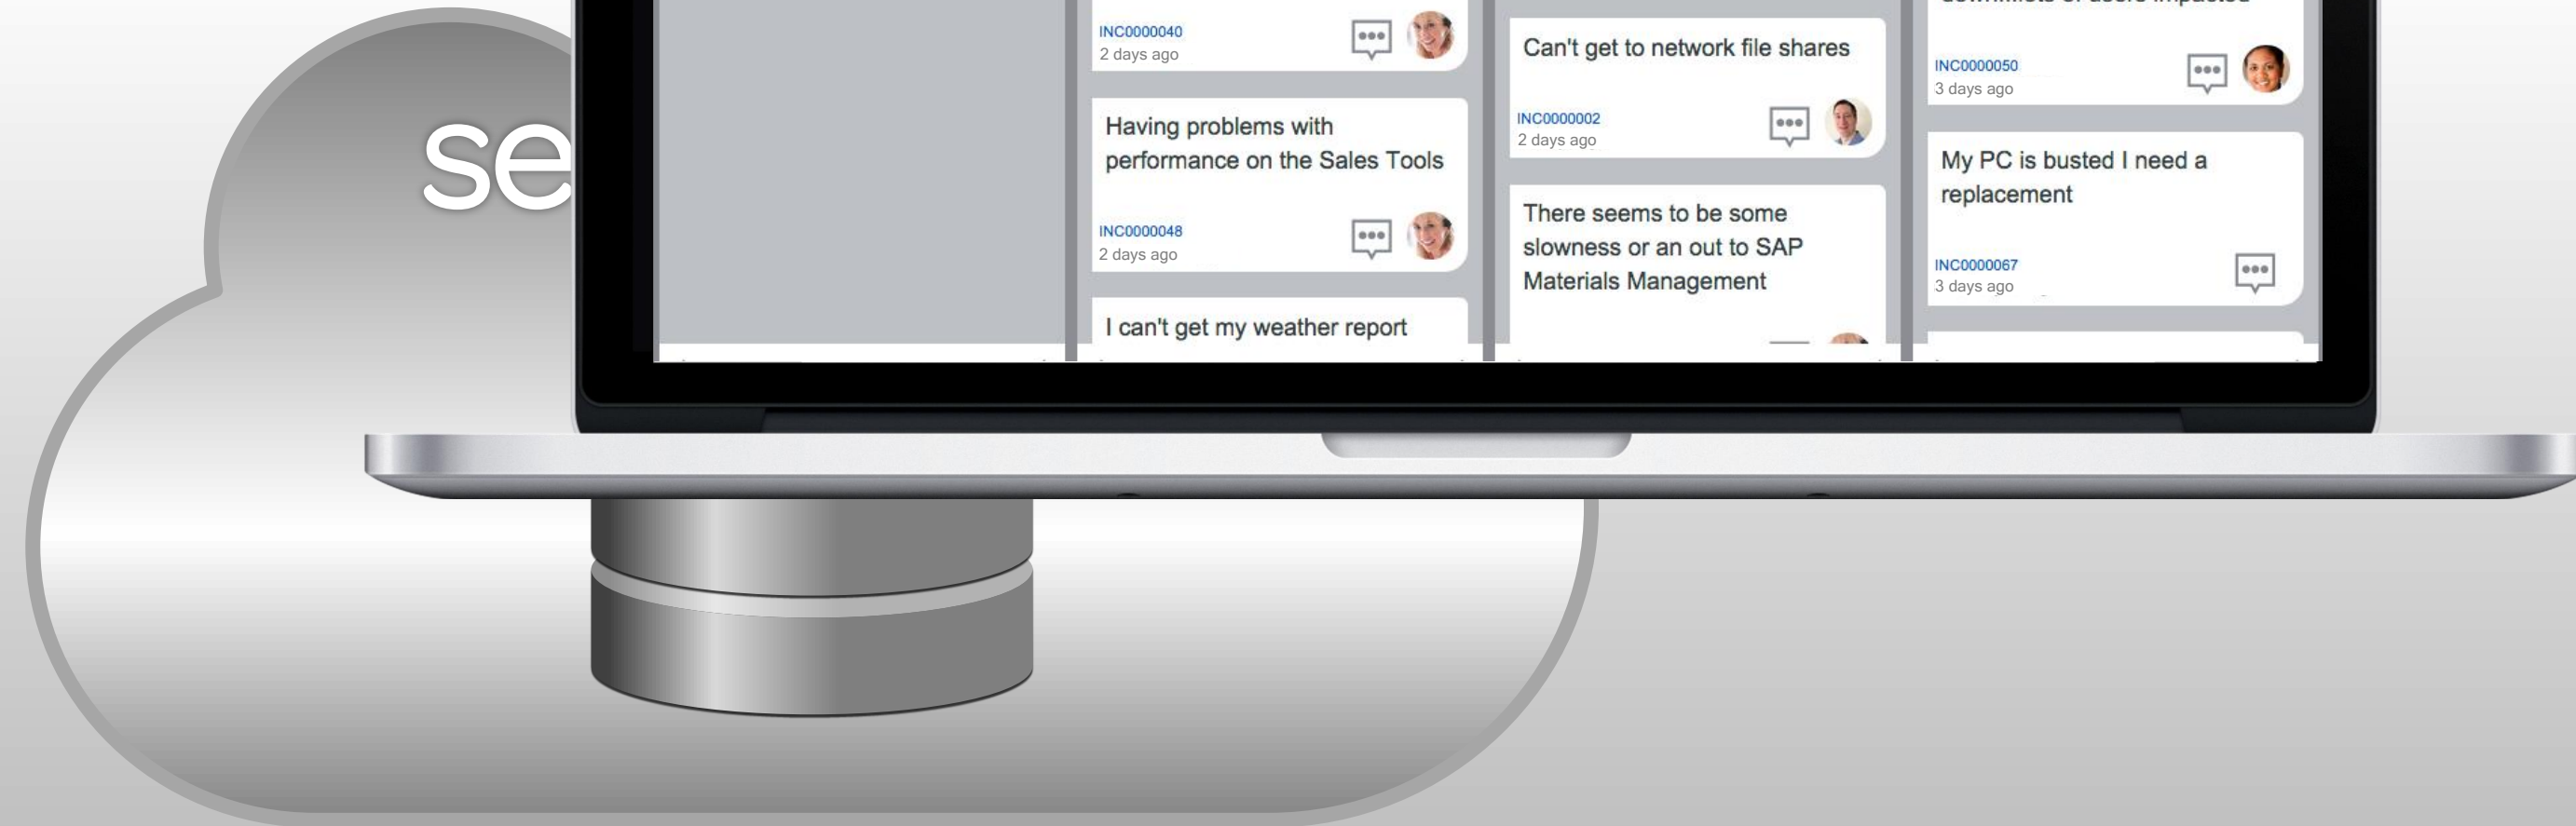 se
INC0000040
2 days ago
Having problems with
performance on the Sales Tools
INC0000048
2 days ago
I can't get my weather report
Can't get to network file shares
INC0000002
2 days ago
There seems to be some
slowness or an out to SAP
Materials Management
INC0000050
3 days ago
My PC is busted I need a
replacement
INC0000067
3 days ago